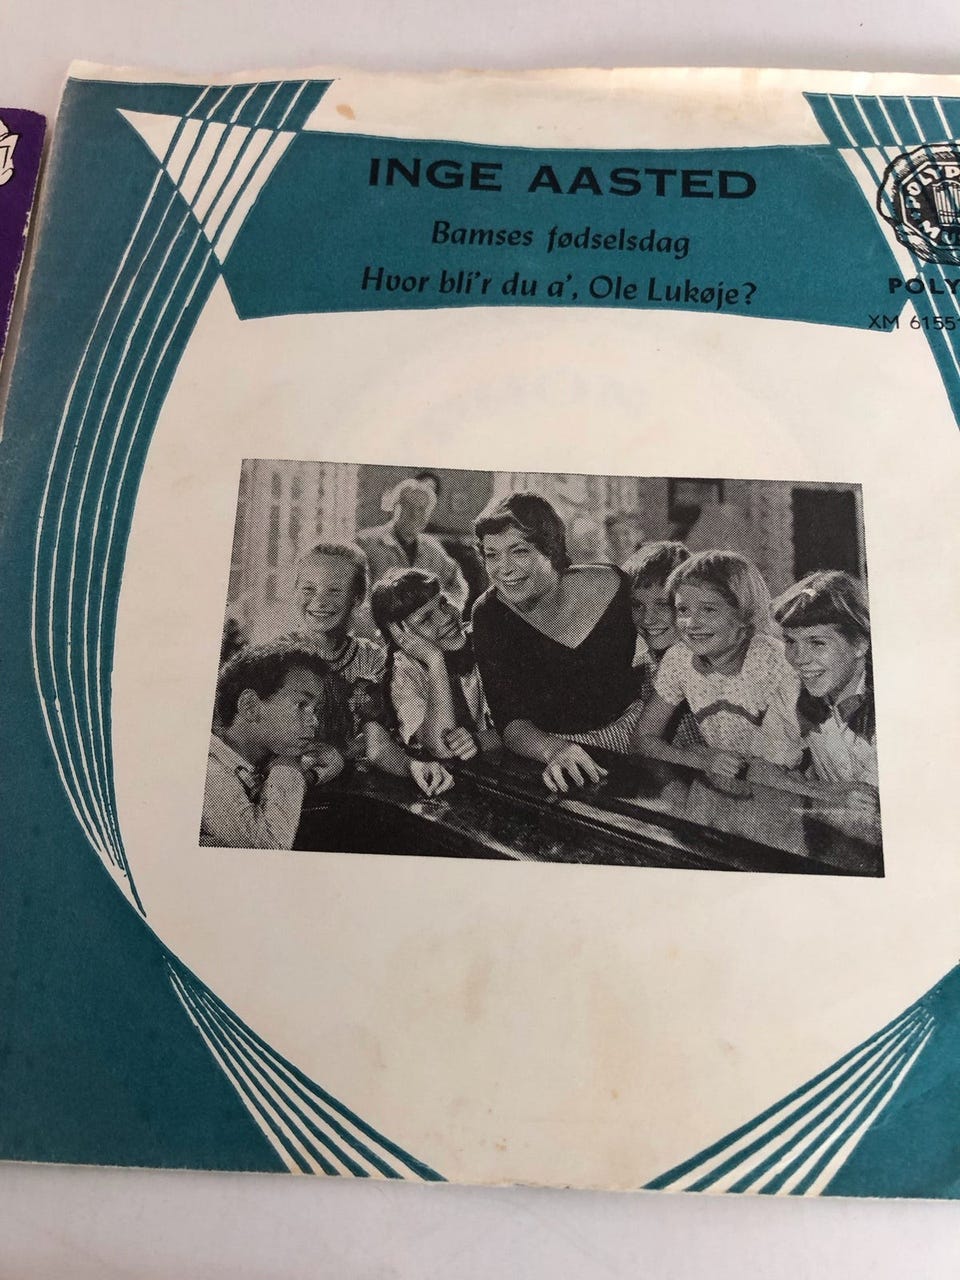 INGE AASTED
Bamses fødselsdag
Hvor bli'r du a', Ole Lukøje?
POLY
XM 6155